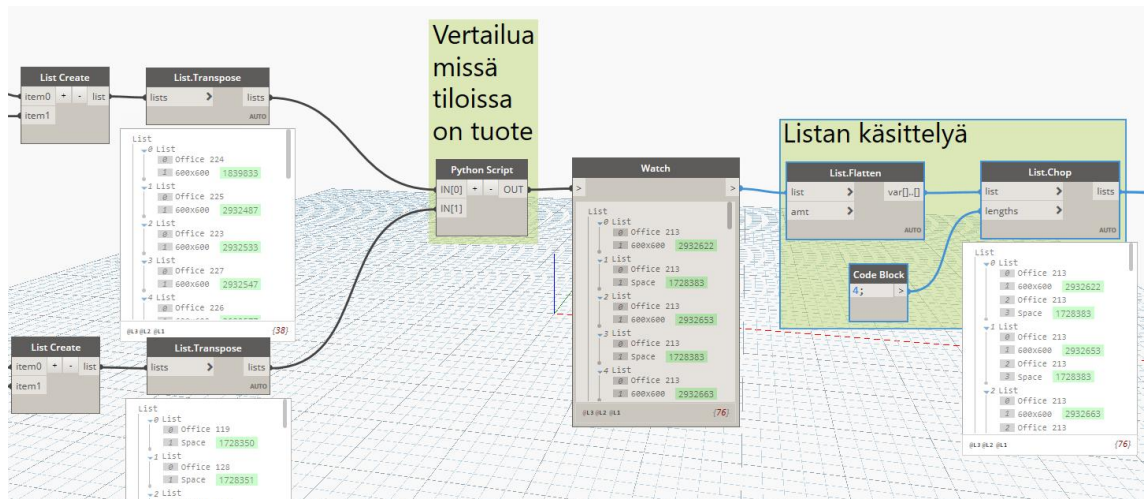 List Create
item0 + - list
item1
List.Transpose
lists > lists
AUTO
List
0 List
0 Office 224
1 600x600 1839833
1 List
0 Office 225
1 600x600 2932487
2 List
0 Office 223
1 600x600 2932533
3 List
0 Office 227
1 600x600 2932547
4 List
0 Office 226
@L3 @L2 @L1 {38}
List Create
item0 + - list
item1
List.Transpose
lists > lists
AUTO
List
0 List
0 Office 119
1 Space 1728350
1 List
0 Office 128
1 Space 1728351
2 List
Vertailua
missä
tiloissa
on tuote
Python Script
IN[0] + - OUT
IN[1]
Watch
> >
List
0 List
0 Office 213
1 600x600 2932622
1 List
0 Office 213
1 Space 1728383
2 List
0 Office 213
1 600x600 2932653
3 List
0 Office 213
1 Space 1728383
4 List
0 Office 213
1 600x600 2932663
@L3 @L2 @L1 {76}
Listan käsittelyä
List.Flatten
list > var[]..[]
amt >
AUTO
Code Block
4; >
List.Chop
list > lists
lengths >
AUTO
List
0 List
0 Office 213
1 600x600 2932622
2 Office 213
3 Space 1728383
1 List
0 Office 213
1 600x600 2932653
2 Office 213
3 Space 1728383
2 List
0 Office 213
1 600x600 2932663
2 Office 213
@L3 @L2 @L1 {76}